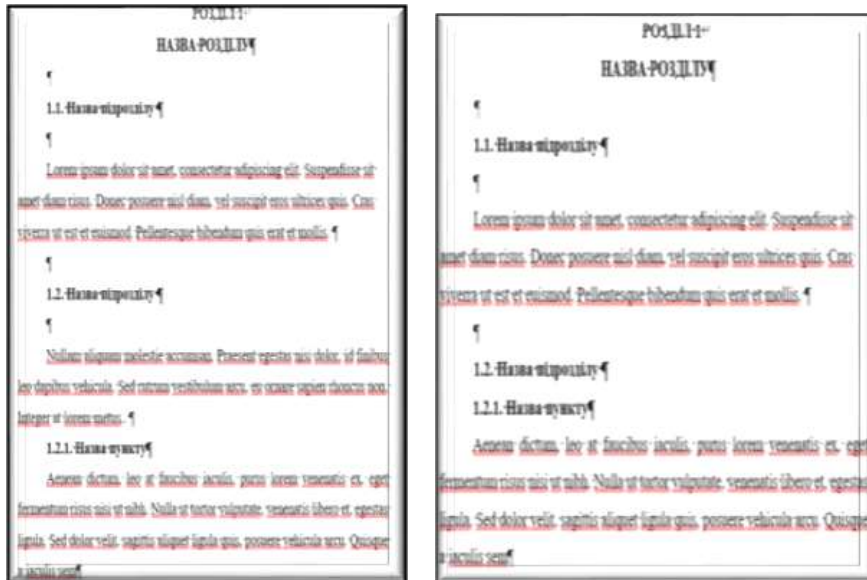 РОЗДІЛ 1
НАЗВА РОЗДІЛУ¶
¶
1.1. Назва підрозділу ¶
¶
Lorem ipsum dolor sit amet, consectetur adipiscing elit. Suspendisse sit
amet diam risus. Donec posuere nisl diam, vel suscipit eros ultrices quis. Cras
viverra ut est et euismod. Pellentesque bibendum quis erat et mollis. ¶
¶
1.2. Назва підрозділу ¶
¶
Nullam aliquam molestie accumsan. Praesent egestas nisi dolor, id finibus
leo dapibus vehicula. Sed rutrum vestibulum arcu, eu ornare sapien rhoncus non.
Integer ut lorem metus. ¶
1.2.1. Назва пункту¶
Aenean dictum, leo at faucibus iaculis, purus lorem venenatis ex, eget
fermentum risus nisi ut nibh. Nulla ut tortor vulputate, venenatis libero et, egestas
ligula. Sed dolor velit, sagittis aliquet ligula quis, posuere vehicula arcu. Quisque
a iaculis sem¶
РОЗДІЛ 1
НАЗВА РОЗДІЛУ¶
¶
1.1. Назва підрозділу ¶
¶
Lorem ipsum dolor sit amet, consectetur adipiscing elit. Suspendisse sit
amet diam risus. Donec posuere nisl diam, vel suscipit eros ultrices quis. Cras
viverra ut est et euismod. Pellentesque bibendum quis erat et mollis. ¶
¶
1.2. Назва підрозділу ¶
1.2.1. Назва пункту¶
Aenean dictum, leo at faucibus iaculis, purus lorem venenatis ex, eget
fermentum risus nisi ut nibh. Nulla ut tortor vulputate, venenatis libero et, egestas
ligula. Sed dolor velit, sagittis aliquet ligula quis, posuere vehicula arcu. Quisque
a iaculis sem¶